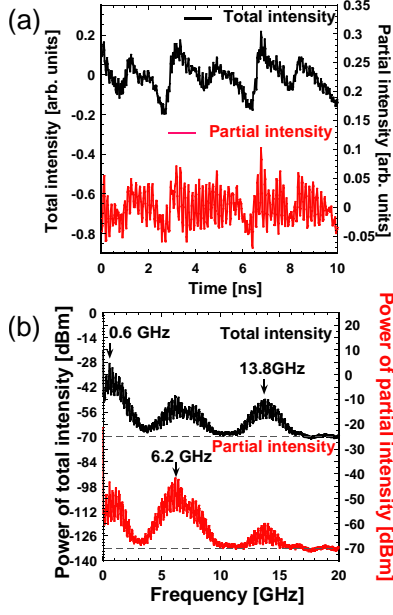 (a)
Total intensity
Partial intensity
Total intensity [arb. units]
Partial intensity [arb. units]
0.2
0
-0.2
-0.4
-0.6
-0.8
0.35
0.3
0.25
0.2
0.15
0.1
0.05
0
-0.05
0 2 4 6 8 10
Time [ns]
(b)
0.6 GHz
Total intensity
13.8GHz
Partial intensity
6.2 GHz
Power of total intensity [dBm]
Power of partial intensity [dBm]
0
-14
-28
-42
-56
-70
-84
-98
-112
-126
-140
20
10
0
-10
-20
-30
-40
-50
-60
-70
0 5 10 15 20
Frequency [GHz]